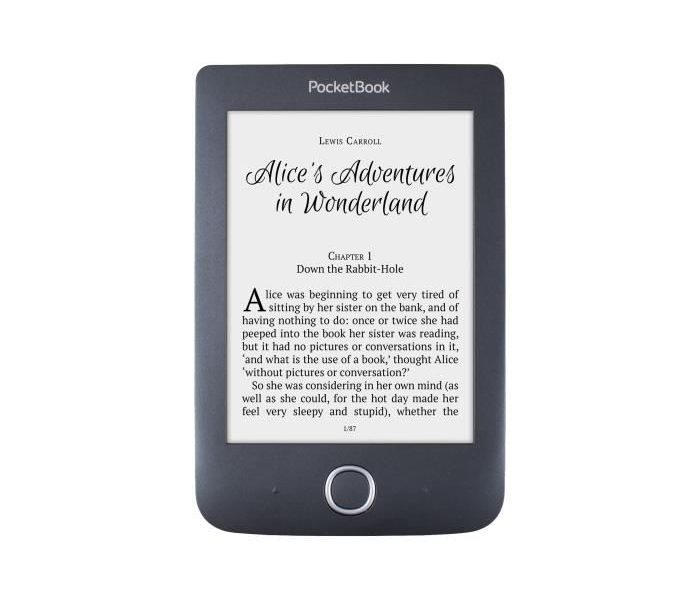 PocketBook
Lewis Carroll
Alice's Adventures
in Wonderland
Chapter 1
Down the Rabbit-Hole
Alice was beginning to get very tired of
sitting by her sister on the bank, and of
having nothing to do: once or twice she had
peeped into the book her sister was reading,
but it had no pictures or conversations in it,
‘and what is the use of a book,’ thought Alice
‘without pictures or conversation?’
So she was considering in her own mind (as
well as she could, for the hot day made her
feel very sleepy and stupid), whether the
1/87